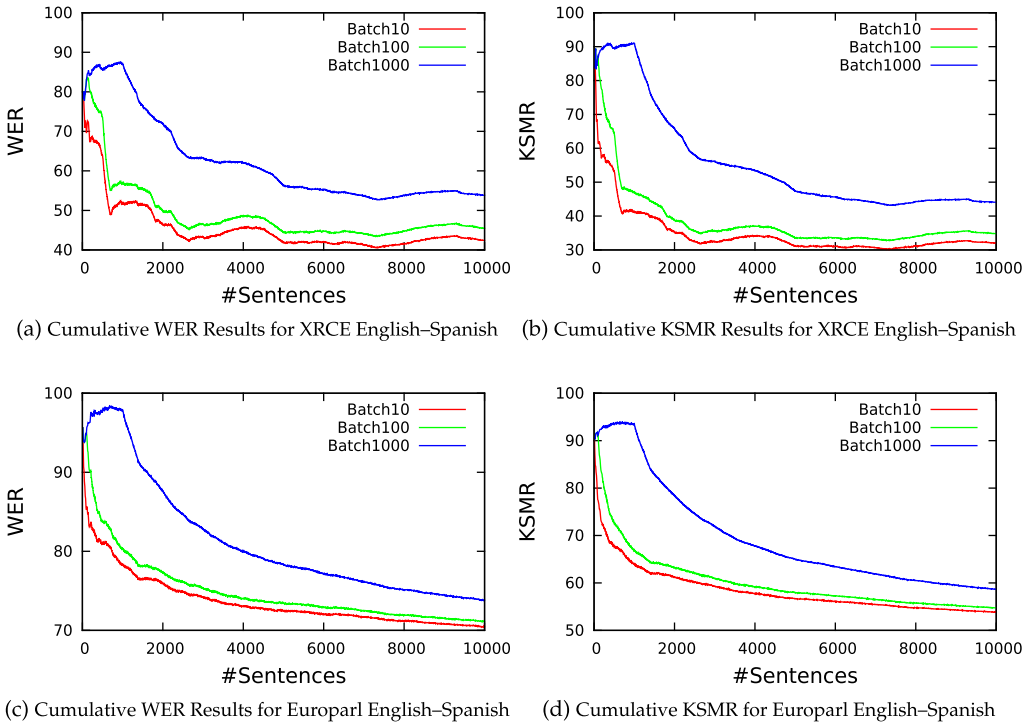 100
90
80
70
60
50
40
WER
0 2000 4000 6000 8000 10000
#Sentences
Batch10
Batch100
Batch1000
(a) Cumulative WER Results for XRCE English–Spanish
100
90
80
70
60
50
40
30
KSMR
0 2000 4000 6000 8000 10000
#Sentences
Batch10
Batch100
Batch1000
(b) Cumulative KSMR Results for XRCE English–Spanish
100
90
80
70
WER
0 2000 4000 6000 8000 10000
#Sentences
Batch10
Batch100
Batch1000
(c) Cumulative WER Results for Europarl English–Spanish
100
90
80
70
60
50
KSMR
0 2000 4000 6000 8000 10000
#Sentences
Batch10
Batch100
Batch1000
(d) Cumulative KSMR for Europarl English–Spanish